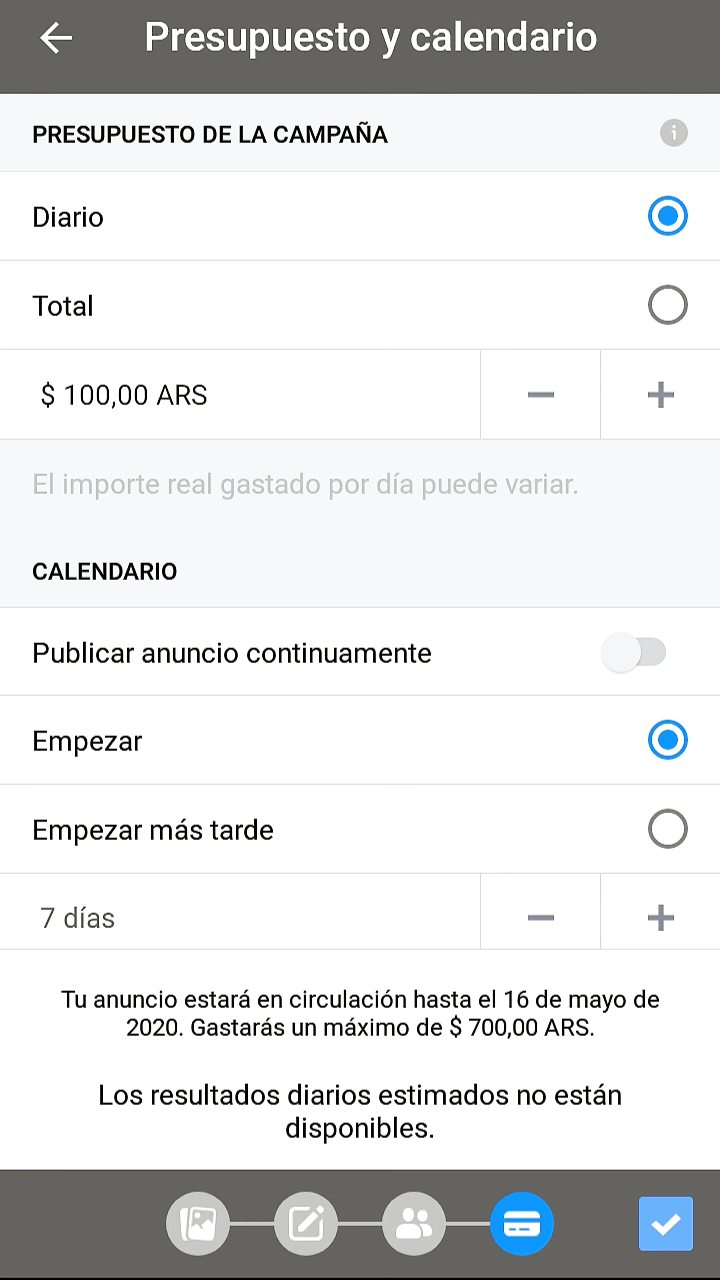 Presupuesto y calendario
PRESUPUESTO DE LA CAMPAÑA
Diario
Total
$ 100,00 ARS
El importe real gastado por día puede variar.
CALENDARIO
Publicar anuncio continuamente
Empezar
Empezar más tarde
7 días
Tu anuncio estará en circulación hasta el 16 de mayo de
2020. Gastarás un máximo de $ 700,00 ARS.
Los resultados diarios estimados no están
disponibles.